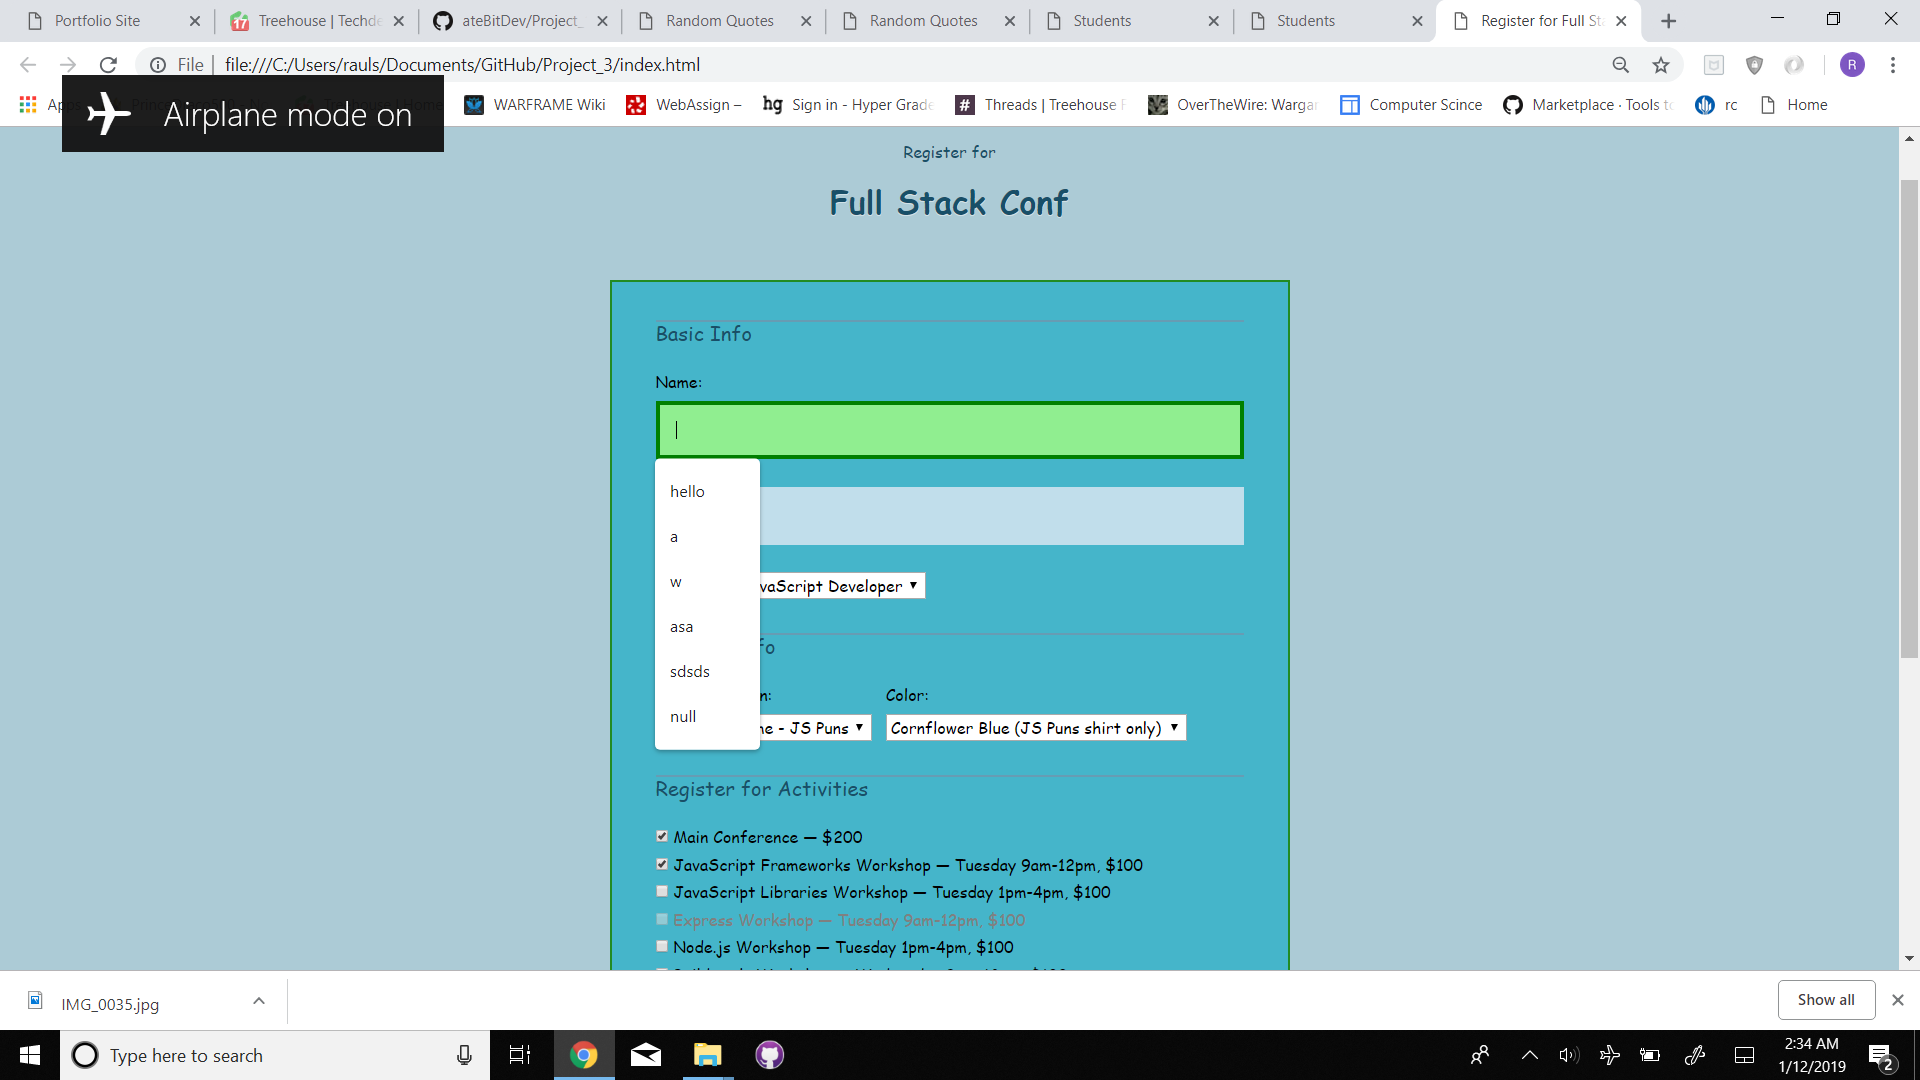 Portfolio Site
Treehouse | Techde
ateBitDev/Project_
Random Quotes
Random Quotes
Students
Students
Register for Full St
File
file:///C:/Users/rauls/Documents/GitHub/Project_3/index.html
R
WARFRAME Wiki
WebAssign –
hg Sign in - Hyper Grade
# Threads | Treehouse F
OverTheWire: Wargar
Computer Scince
Marketplace · Tools to
rc
Home
Airplane mode on
Register for
Full Stack Conf
Basic Info
Name:
hello
a
w
asa
sdsds
null
vaScript Developer
fo
n:
Color:
ne - JS Puns
Cornflower Blue (JS Puns shirt only)
Register for Activities
Main Conference — $200
JavaScript Frameworks Workshop — Tuesday 9am-12pm, $100
JavaScript Libraries Workshop — Tuesday 1pm-4pm, $100
Express Workshop — Tuesday 9am-12pm, $100
Node.js Workshop — Tuesday 1pm-4pm, $100
IMG_0035.jpg
Show all
Type here to search
2:34 AM
1/12/2019
2